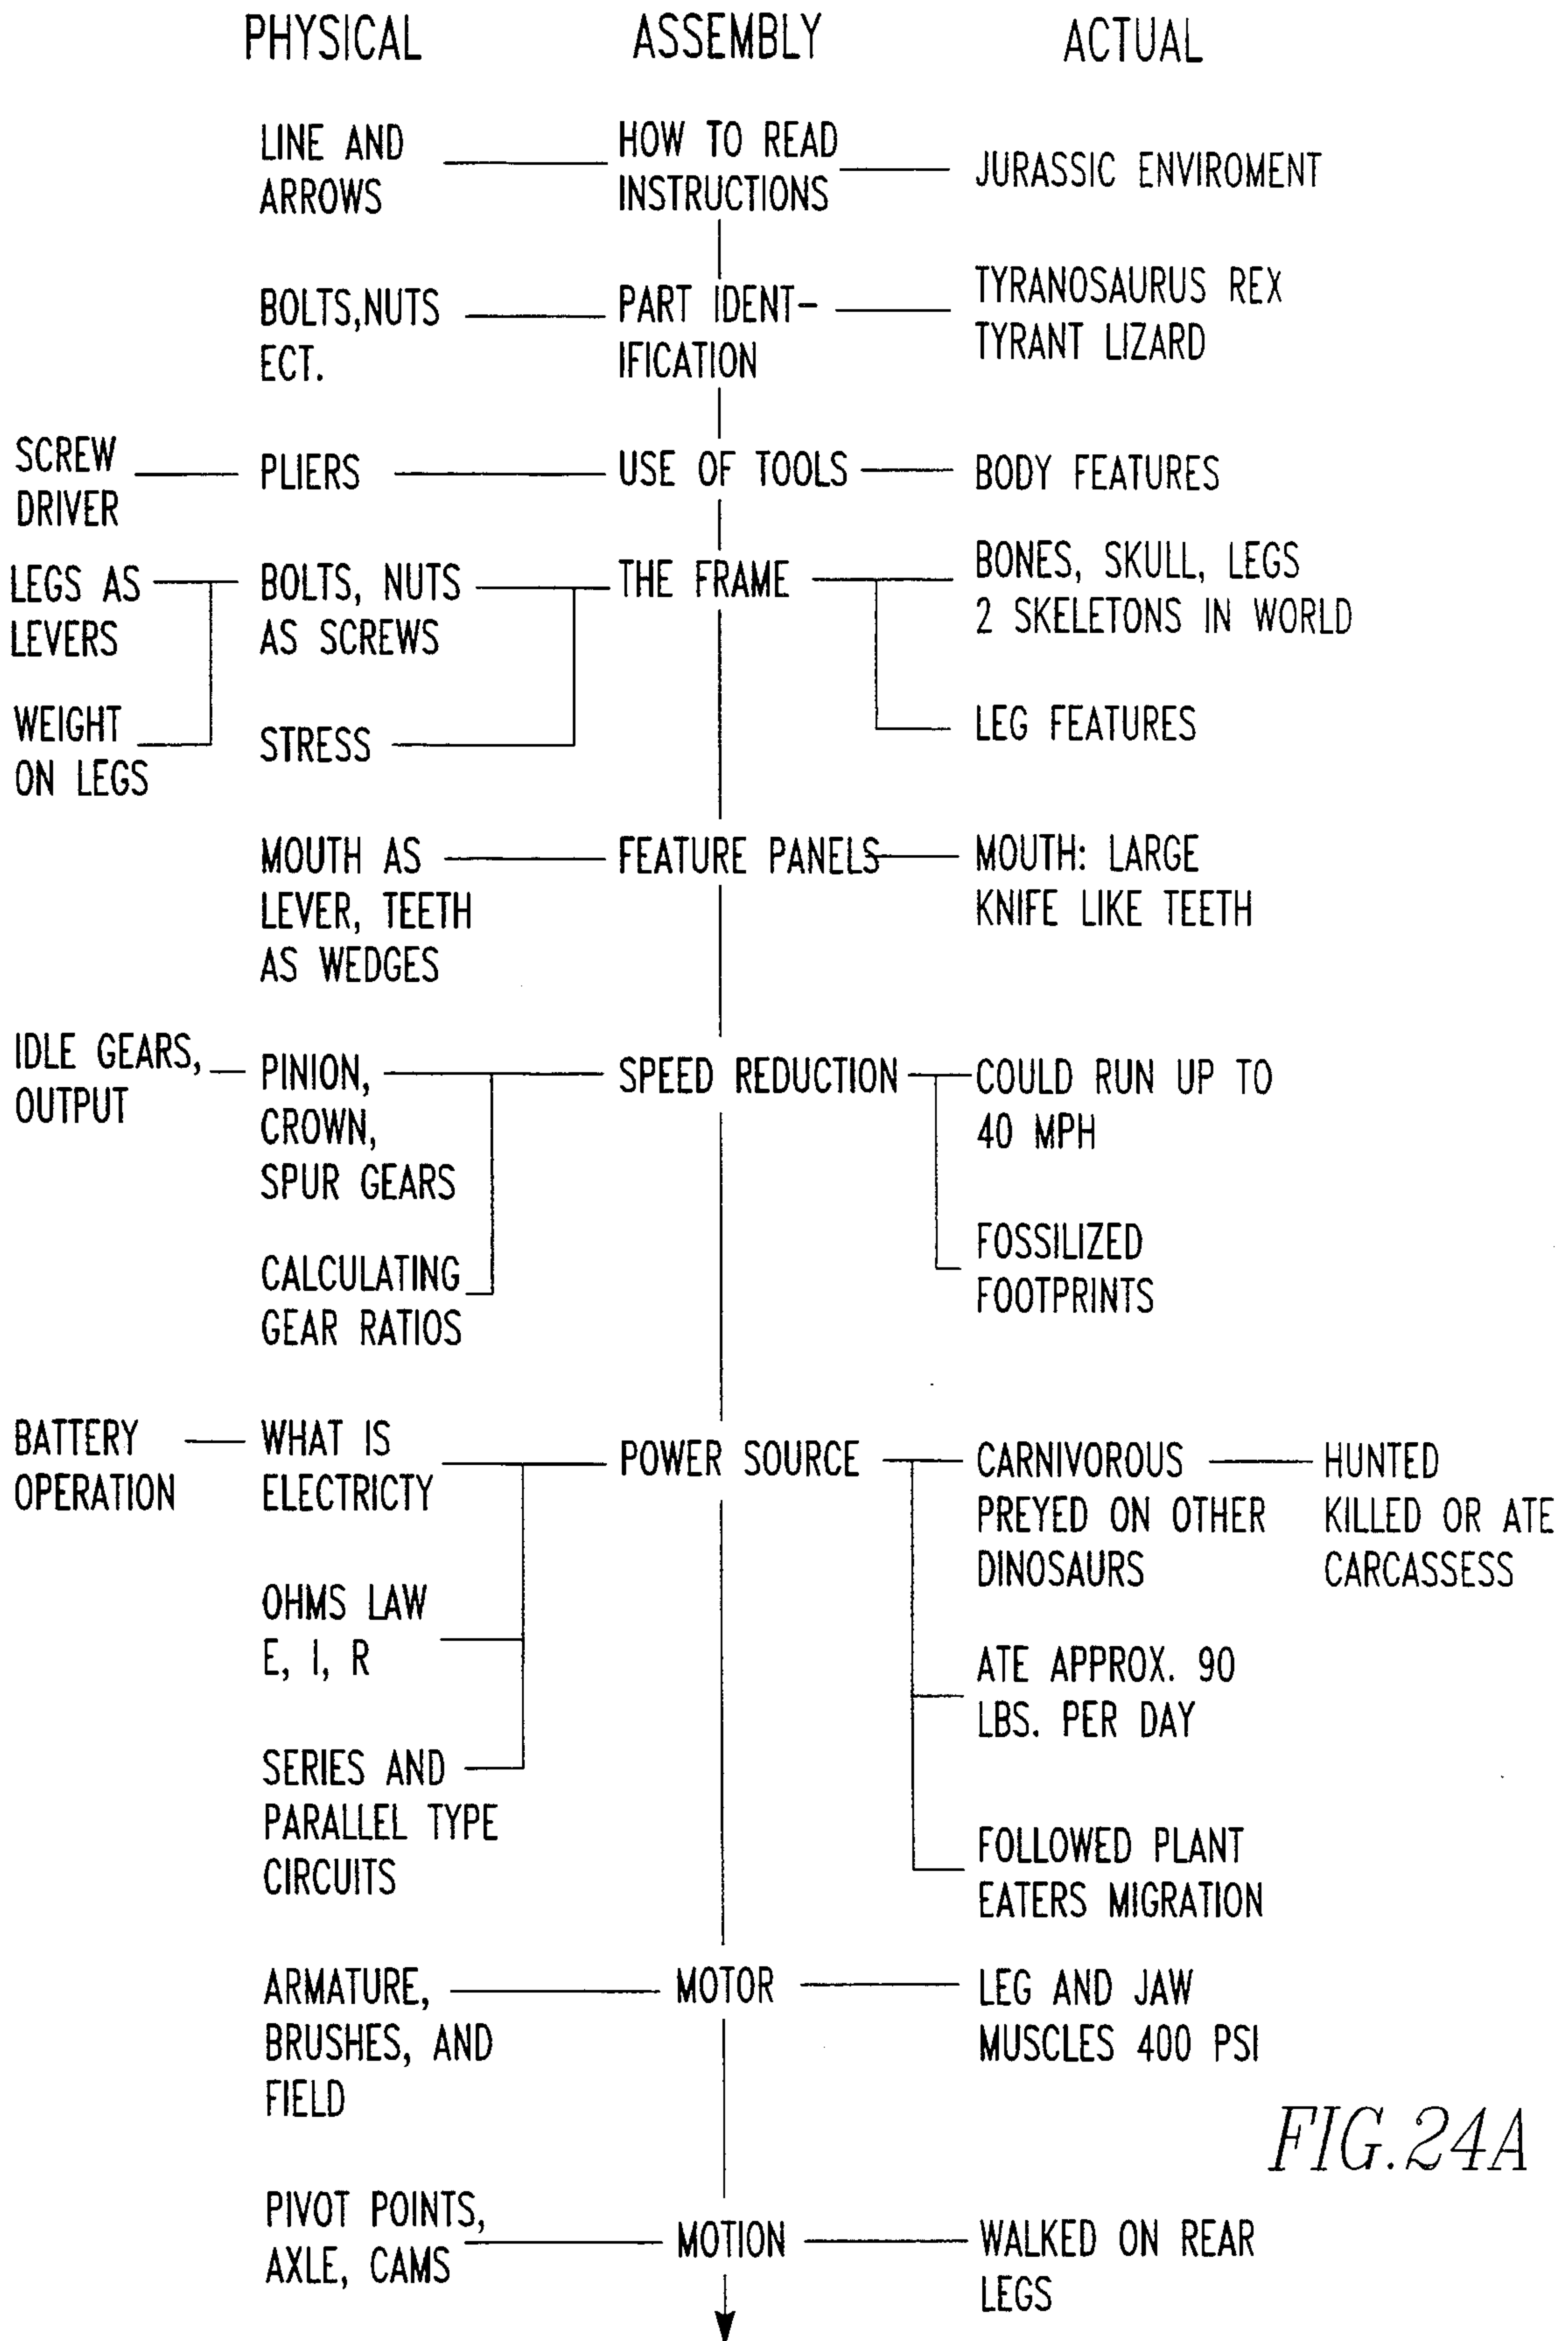 PHYSICAL ASSEMBLY ACTUAL
LINE AND
ARROWS
HOW TO READ
INSTRUCTIONS
JURASSIC ENVIROMENT
BOLTS,NUTS
ECT.
PART IDENT-
IFICATION
TYRANOSAURUS REX
TYRANT LIZARD
SCREW
DRIVER
PLIERS
USE OF TOOLS
BODY FEATURES
LEGS AS
LEVERS
BOLTS, NUTS
AS SCREWS
THE FRAME
BONES, SKULL, LEGS
2 SKELETONS IN WORLD
WEIGHT
ON LEGS
STRESS
LEG FEATURES
MOUTH AS
LEVER, TEETH
AS WEDGES
FEATURE PANELS
MOUTH: LARGE
KNIFE LIKE TEETH
IDLE GEARS,
OUTPUT
PINION,
CROWN,
SPUR GEARS
SPEED REDUCTION
COULD RUN UP TO
40 MPH
CALCULATING
GEAR RATIOS
FOSSILIZED
FOOTPRINTS
BATTERY
OPERATION
WHAT IS
ELECTRICTY
POWER SOURCE
CARNIVOROUS
PREYED ON OTHER
DINOSAURS
HUNTED
KILLED OR ATE
CARCASSESS
OHMS LAW
E, I, R
ATE APPROX. 90
LBS. PER DAY
SERIES AND
PARALLEL TYPE
CIRCUITS
FOLLOWED PLANT
EATERS MIGRATION
ARMATURE,
BRUSHES, AND
FIELD
MOTOR
LEG AND JAW
MUSCLES 400 PSI
PIVOT POINTS,
AXLE, CAMS
MOTION
WALKED ON REAR
LEGS
FIG.24A